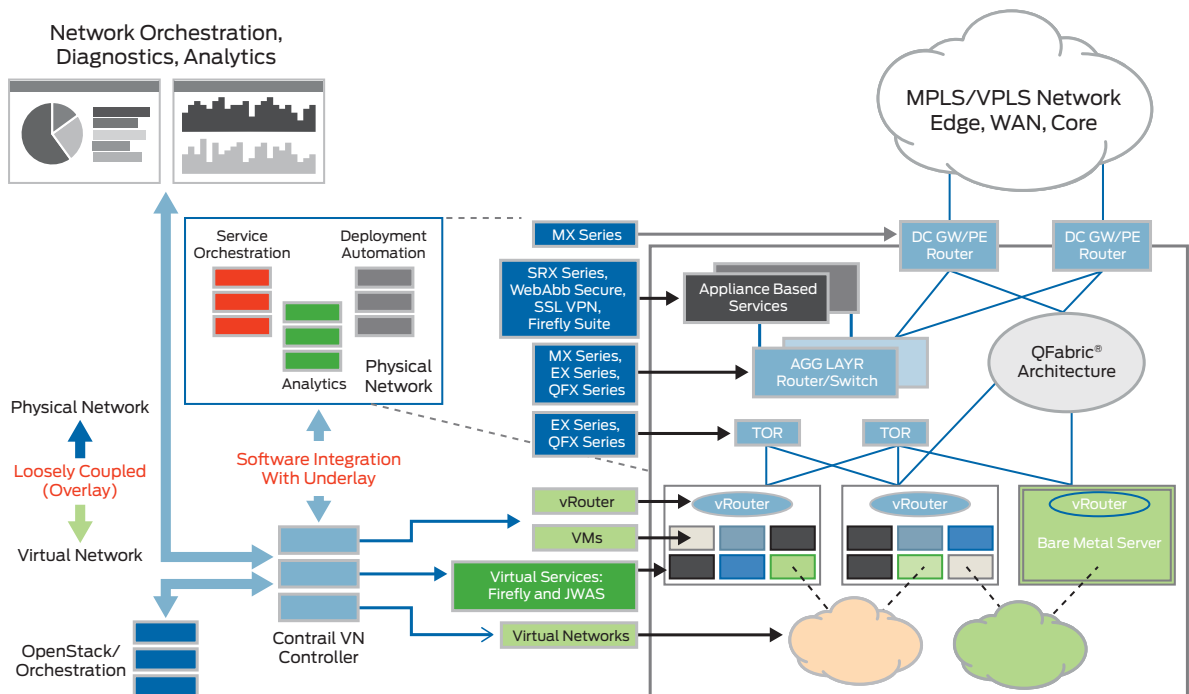 Network Orchestration,
Diagnostics, Analytics
MPLS/VPLS Network
Edge, WAN, Core
Service
Orchestration
Deployment
Automation
Analytics
Physical
Network
MX Series
SRX Series,
WebAbb Secure,
SSL VPN,
Firefly Suite
MX Series,
EX Series,
QFX Series
EX Series,
QFX Series
DC GW/PE
Router
DC GW/PE
Router
Appliance Based
Services
AGG LAYR
Router/Switch
QFabric®
Architecture
TOR
TOR
Physical Network
Loosely Coupled
(Overlay)
Virtual Network
Software Integration
With Underlay
vRouter
VMs
Virtual Services:
Firefly and JWAS
Virtual Networks
vRouter
vRouter
vRouter
Bare Metal Server
Contrail VN
Controller
OpenStack/
Orchestration